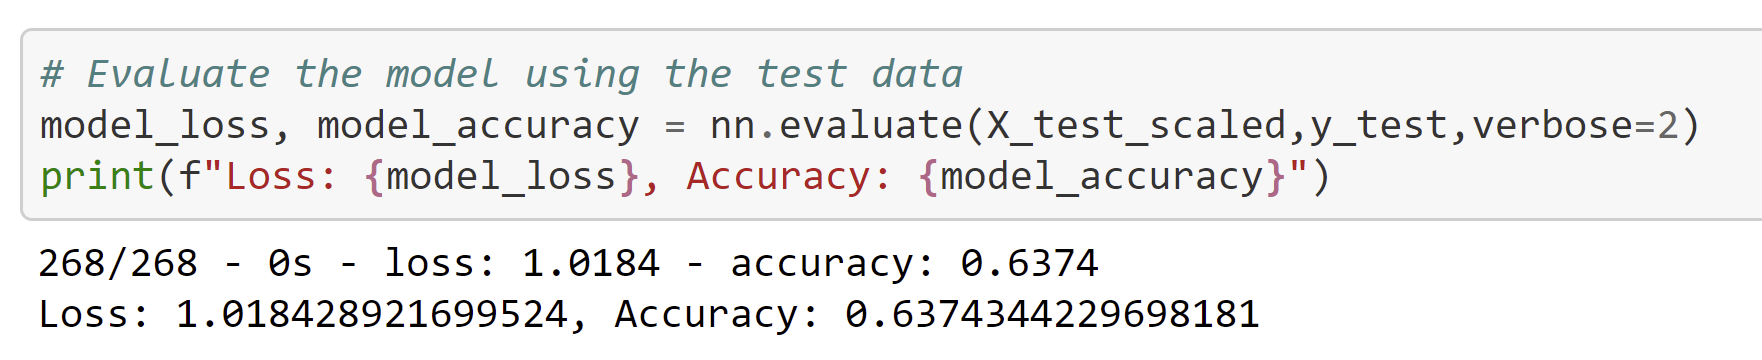 # Evaluate the model using the test data
model_loss, model_accuracy = nn.evaluate(X_test_scaled,y_test,verbose=2)
print(f"Loss: {model_loss}, Accuracy: {model_accuracy}")
268/268 - 0s - loss: 1.0184 - accuracy: 0.6374
Loss: 1.018428921699524, Accuracy: 0.6374344229698181